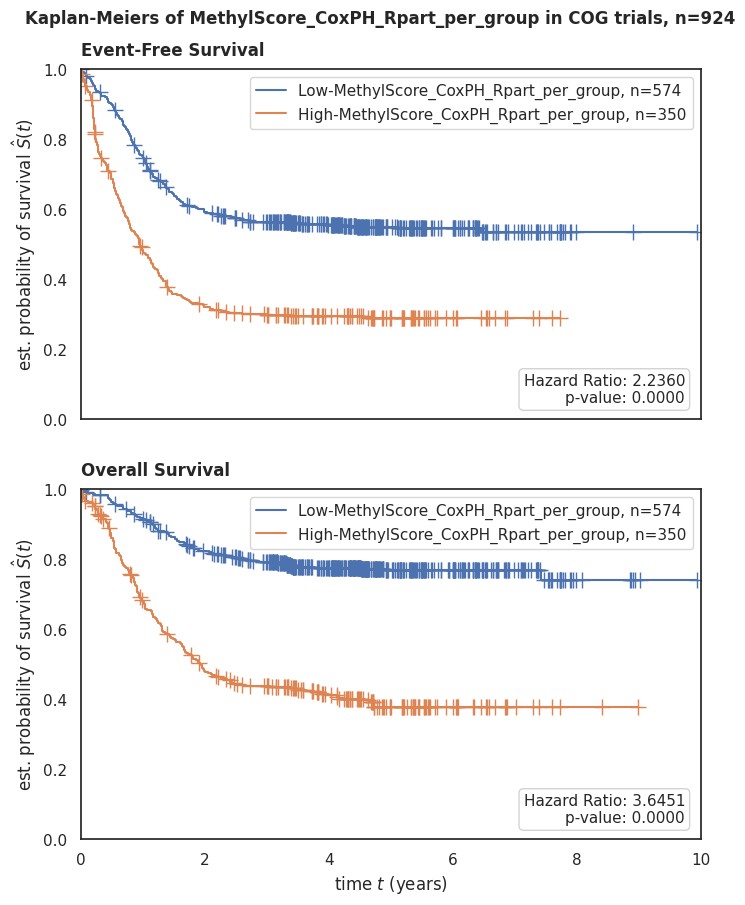 Kaplan-Meiers of MethylScore_CoxPH_Rpart_per_group in COG trials, n=924
Event-Free Survival
1.0
0.8
0.6
0.4
0.2
0.0
est. probability of survival Ŝ(t)
Low-MethylScore_CoxPH_Rpart_per_group, n=574
High-MethylScore_CoxPH_Rpart_per_group, n=350
Hazard Ratio: 2.2360
p-value: 0.0000
Overall Survival
1.0
0.8
0.6
0.4
0.2
0.0
est. probability of survival Ŝ(t)
Low-MethylScore_CoxPH_Rpart_per_group, n=574
High-MethylScore_CoxPH_Rpart_per_group, n=350
Hazard Ratio: 3.6451
p-value: 0.0000
0 2 4 6 8 10
time t (years)